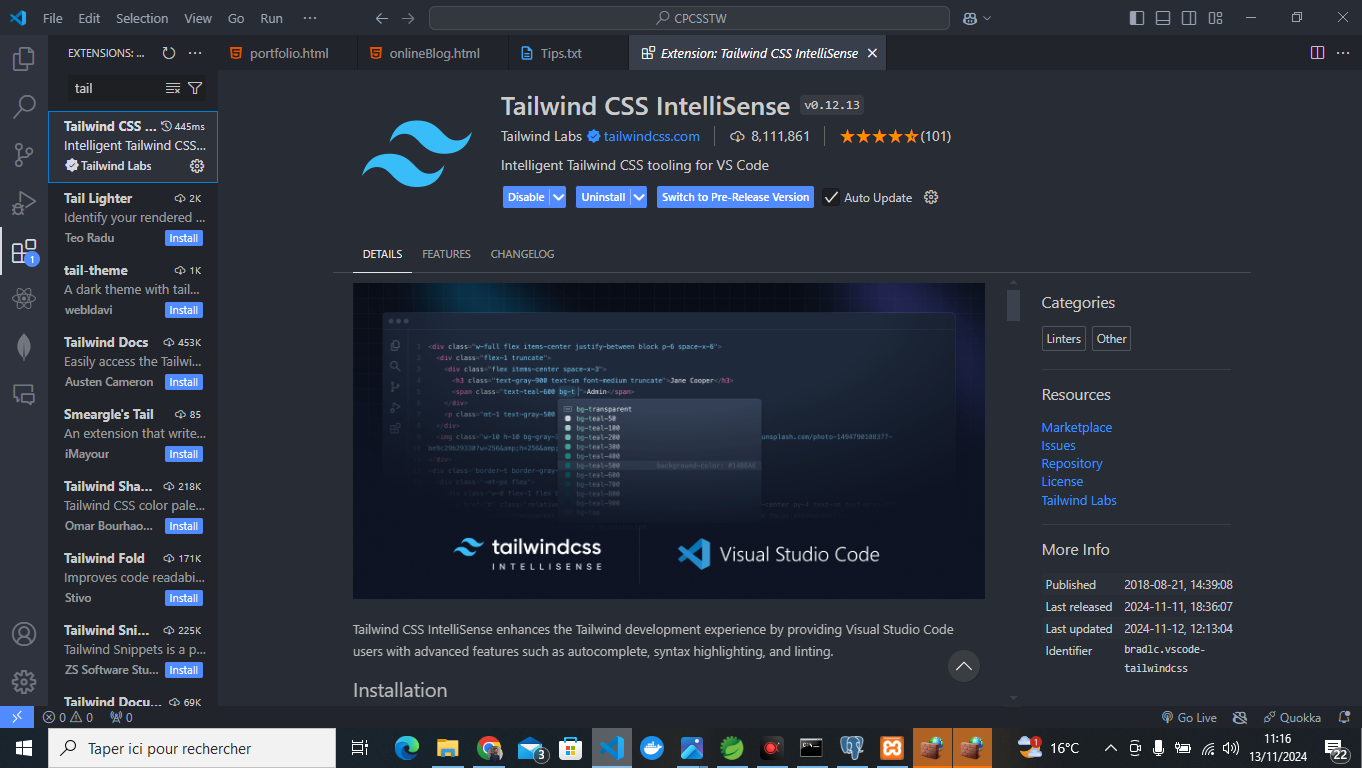 File Edit Selection View Go Run ··· CPCSSTW
EXTENSIONS: ...
portfolio.html
onlineBlog.html
Tips.txt
Extension: Tailwind CSS IntelliSense
tail
Tailwind CSS ... 445ms
Intelligent Tailwind CSS...
Tailwind Labs
Tail Lighter 2K
Identify your rendered ...
Teo Radu Install
tail-theme 1K
A dark theme with tail...
webldavi Install
Tailwind Docs 453K
Easily access the Tailwi...
Austen Cameron Install
Smeargle's Tail 85
An extension that write...
iMayour Install
Tailwind Sha... 218K
Tailwind CSS color pale...
Omar Bourhao... Install
Tailwind Fold 171K
Improves code readabi...
Stivo Install
Tailwind Sni... 225K
Tailwind Snippets is a p...
ZS Software Stu... Install
Tailwind Docu... 69K
1
Tailwind CSS IntelliSense v0.12.13
Tailwind Labs tailwindcss.com 8,111,861 (101)
Intelligent Tailwind CSS tooling for VS Code
Disable Uninstall Switch to Pre-Release Version Auto Update
DETAILS FEATURES CHANGELOG
1 <div class="w-full flex items-center justify-between block p-6 space-x-6">
2 <div class="flex-1 truncate">
3 <div class="flex items-center space-x-3">
4 <h3 class="text-gray-900 text-sm font-medium truncate">Jane Cooper</h3>
5 <span class="text-teal-600 bg-t ">Admin</span>
</div>
<p class="mt-1 text-gray-500
</div>
<img class="w-10 h-10 bg-gray-
</div>
<div class="border-t border-gray-
bg-transparent
bg-teal-50
bg-teal-100
bg-teal-200
bg-teal-300
bg-teal-400
bg-teal-500
bg-teal-600
bg-teal-700
bg-teal-800
bg-teal-900
tailwindcss
INTELLISENSE
Visual Studio Code
Tailwind CSS IntelliSense enhances the Tailwind development experience by providing Visual Studio Code
users with advanced features such as autocomplete, syntax highlighting, and linting.
Installation
Categories
Linters Other
Resources
Marketplace
Issues
Repository
License
Tailwind Labs
More Info
Published 2018-08-21, 14:39:08
Last released 2024-11-11, 18:36:07
Last updated 2024-11-12, 12:13:04
Identifier bradlc.vscode-
tailwindcss
0 0 0 Go Live Quokka
Taper ici pour rechercher 3 1 16°C 11:16
13/11/2024 22